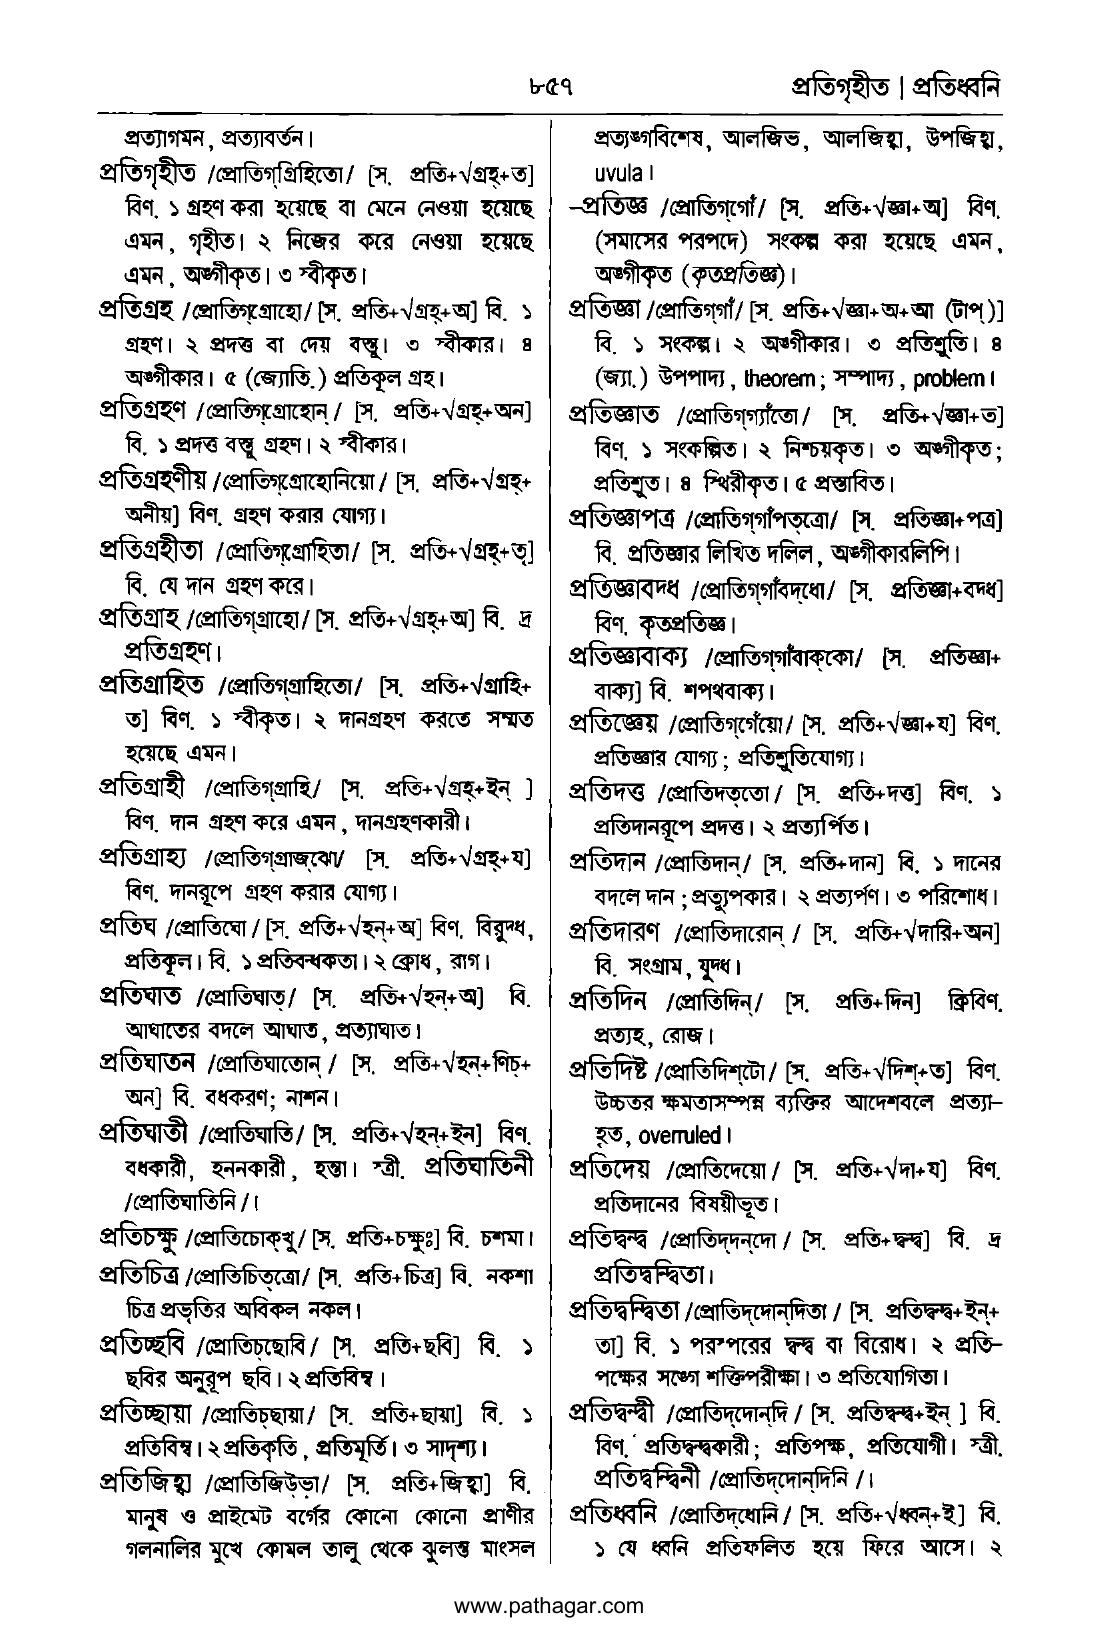 ৮৫৭
প্রতিগৃহীত | প্রতিধ্বনি
প্রত্যাগমন, প্রত্যাবর্তন।
প্রতিগৃহীত /প্রোতিগ্‌গ্রিহিতো/ [স. প্রতি+√গ্রহ্‌+ত]
বিণ. ১ গ্রহণ করা হয়েছে বা মেনে নেওয়া হয়েছে
এমন, গৃহীত। ২ নিজের করে নেওয়া হয়েছে
এমন, অঙ্গীকৃত। ৩ স্বীকৃত।
প্রতিগ্রহ /প্রোতিগ্‌গ্রোহো/ [স. প্রতি+√গ্রহ্‌+অ] বি. ১
গ্রহণ। ২ প্রদত্ত বা দেয় বস্তু। ৩ স্বীকার। ৪
অঙ্গীকার। ৫ (জ্যোতি.) প্রতিকূল গ্রহ।
প্রতিগ্রহণ /প্রোতিগ্‌গ্রোহোন্‌/ [স. প্রতি+√গ্রহ্‌+অন]
বি. ১ প্রদত্ত বস্তু গ্রহণ। ২ স্বীকার।
প্রতিগ্রহণীয় /প্রোতিগ্‌গ্রোহোনিয়ো/ [স. প্রতি+√গ্রহ্‌+
অনীয়] বিণ. গ্রহণ করার যোগ্য।
প্রতিগ্রহীতা /প্রোতিগ্‌গ্রোহিতা/ [স. প্রতি+√গ্রহ্‌+তৃ]
বি. যে দান গ্রহণ করে।
প্রতিগ্রাহ /প্রোতিগ্‌গ্রাহো/ [স. প্রতি+√গ্রহ্‌+অ] বি. দ্র
প্রতিগ্রহণ।
প্রতিগ্রাহিত /প্রোতিগ্‌গ্রাহিতো/ [স. প্রতি+√গ্রাহি+
ত] বিণ. ১ স্বীকৃত। ২ দানগ্রহণ করতে সম্মত
হয়েছে এমন।
প্রতিগ্রাহী /প্রোতিগ্‌গ্রাহি/ [স. প্রতি+√গ্রহ্‌+ইন্‌ ]
বিণ. দান গ্রহণ করে এমন, দানগ্রহণকারী।
প্রতিগ্রাহ্য /প্রোতিগ্‌গ্রাজ্‌ঝো/ [স. প্রতি+√গ্রহ্‌+য]
বিণ. দানরূপে গ্রহণ করার যোগ্য।
প্রতিঘ /প্রোতিঘো/ [স. প্রতি+√হন্‌+অ] বিণ. বিরুদ্ধ,
প্রতিকূল। বি. ১ প্রতিবন্ধকতা। ২ ক্রোধ, রাগ।
প্রতিঘাত /প্রোতিঘাত্‌/ [স. প্রতি+√হন্‌+অ] বি.
আঘাতের বদলে আঘাত, প্রত্যাঘাত।
প্রতিঘাতন /প্রোতিঘাতোন্‌/ [স. প্রতি+√হন্‌+ণিচ্‌+
অন] বি. বধকরণ; নাশন।
প্রতিঘাতী /প্রোতিঘাতি/ [স. প্রতি+√হন্‌+ইন] বিণ.
বধকারী, হননকারী, হন্তা। স্ত্রী. প্রতিঘাতিনী
/প্রোতিঘাতিনি/।
প্রতিচক্ষু /প্রোতিচোক্‌খু/ [স. প্রতি+চক্ষুঃ] বি. চশমা।
প্রতিচিত্র /প্রোতিচিত্‌ত্রো/ [স. প্রতি+চিত্র] বি. নকশা
চিত্র প্রভৃতির অবিকল নকল।
প্রতিচ্ছবি /প্রোতিচ্‌ছোবি/ [স. প্রতি+ছবি] বি. ১
ছবির অনুরূপ ছবি। ২ প্রতিবিম্ব।
প্রতিচ্ছায়া /প্রোতিচ্‌ছায়া/ [স. প্রতি+ছায়া] বি. ১
প্রতিবিম্ব। ২ প্রতিকৃতি, প্রতিমূর্তি। ৩ সাদৃশ্য।
প্রতিজিহ্বা /প্রোতিজিউ্‌ভা/ [স. প্রতি+জিহ্বা] বি.
মানুষ ও প্রাইমেট বর্গের কোনো কোনো প্রাণীর
গলনালির মুখে কোমল তালু থেকে ঝুলন্ত মাংসল
প্রত্যঙ্গবিশেষ, আলজিভ, আলজিহ্বা, উপজিহ্বা,
uvula।
–প্রতিজ্ঞ /প্রোতিগ্‌গোঁ/ [স. প্রতি+√জ্ঞা+অ] বিণ.
(সমাসের পরপদে) সংকল্প করা হয়েছে এমন,
অঙ্গীকৃত (কৃতপ্রতিজ্ঞ)।
প্রতিজ্ঞা /প্রোতিগ্‌গাঁ/ [স. প্রতি+√জ্ঞা+অ+আ (টাপ্‌)]
বি. ১ সংকল্প। ২ অঙ্গীকার। ৩ প্রতিশ্রুতি। ৪
(জ্যা.) উপপাদ্য, theorem; সম্পাদ্য, problem।
প্রতিজ্ঞাত /প্রোতিগ্‌গ্যাঁতো/ [স. প্রতি+√জ্ঞা+ত]
বিণ. ১ সংকল্পিত। ২ নিশ্চয়কৃত। ৩ অঙ্গীকৃত;
প্রতিশ্রুত। ৪ স্থিরীকৃত। ৫ প্রস্তাবিত।
প্রতিজ্ঞাপত্র /প্রোতিগ্‌গাঁপত্‌ত্রো/ [স. প্রতিজ্ঞা+পত্র]
বি. প্রতিজ্ঞার লিখিত দলিল, অঙ্গীকারলিপি।
প্রতিজ্ঞাবদ্ধ /প্রোতিগ্‌গাঁবদ্‌ধো/ [স. প্রতিজ্ঞা+বদ্ধ]
বিণ. কৃতপ্রতিজ্ঞ।
প্রতিজ্ঞাবাক্য /প্রোতিগ্‌গাঁবাক্‌কো/ [স. প্রতিজ্ঞা+
বাক্য] বি. শপথবাক্য।
প্রতিজ্ঞেয় /প্রোতিগ্‌গেঁয়ো/ [স. প্রতি+√জ্ঞা+য] বিণ.
প্রতিজ্ঞার যোগ্য; প্রতিশ্রুতিযোগ্য।
প্রতিদত্ত /প্রোতিদত্‌তো/ [স. প্রতি+দত্ত] বিণ. ১
প্রতিদানরূপে প্রদত্ত। ২ প্রত্যর্পিত।
প্রতিদান /প্রোতিদান্‌/ [স. প্রতি+দান] বি. ১ দানের
বদলে দান; প্রত্যুপকার। ২ প্রত্যর্পণ। ৩ পরিশোধ।
প্রতিদারণ /প্রোতিদারোন্‌/ [স. প্রতি+√দারি+অন]
বি. সংগ্রাম, যুদ্ধ।
প্রতিদিন /প্রোতিদিন্‌/ [স. প্রতি+দিন] ক্রিবিণ.
প্রত্যহ, রোজ।
প্রতিদিষ্ট /প্রোতিদিশ্‌টো/ [স. প্রতি+√দিশ্‌+ত] বিণ.
উচ্চতর ক্ষমতাসম্পন্ন ব্যক্তির আদেশবলে প্রত্যা–
হৃত, overruled।
প্রতিদেয় /প্রোতিদেয়ো/ [স. প্রতি+√দা+য] বিণ.
প্রতিদানের বিষয়ীভূত।
প্রতিদ্বন্দ্ব /প্রোতিদ্‌দন্‌দো/ [স. প্রতি+দ্বন্দ্ব] বি. দ্র
প্রতিদ্বন্দ্বিতা।
প্রতিদ্বন্দ্বিতা /প্রোতিদ্‌দোন্‌দিতা/ [স. প্রতিদ্বন্দ্ব+ইন্‌+
তা] বি. ১ পরস্পরের দ্বন্দ্ব বা বিরোধ। ২ প্রতি–
পক্ষের সঙ্গে শক্তিপরীক্ষা। ৩ প্রতিযোগিতা।
প্রতিদ্বন্দ্বী /প্রোতিদ্‌দোন্‌দি/ [স. প্রতিদ্বন্দ্ব+ইন্‌ ] বি.
বিণ. প্রতিদ্বন্দ্বকারী; প্রতিপক্ষ, প্রতিযোগী। স্ত্রী.
প্রতিদ্বন্দ্বিনী /প্রোতিদ্‌দোন্‌দিনি/।
প্রতিধ্বনি /প্রোতিদ্‌ধোনি/ [স. প্রতি+√ধ্বন্‌+ই] বি.
১ যে ধ্বনি প্রতিফলিত হয়ে ফিরে আসে। ২
www.pathagar.com